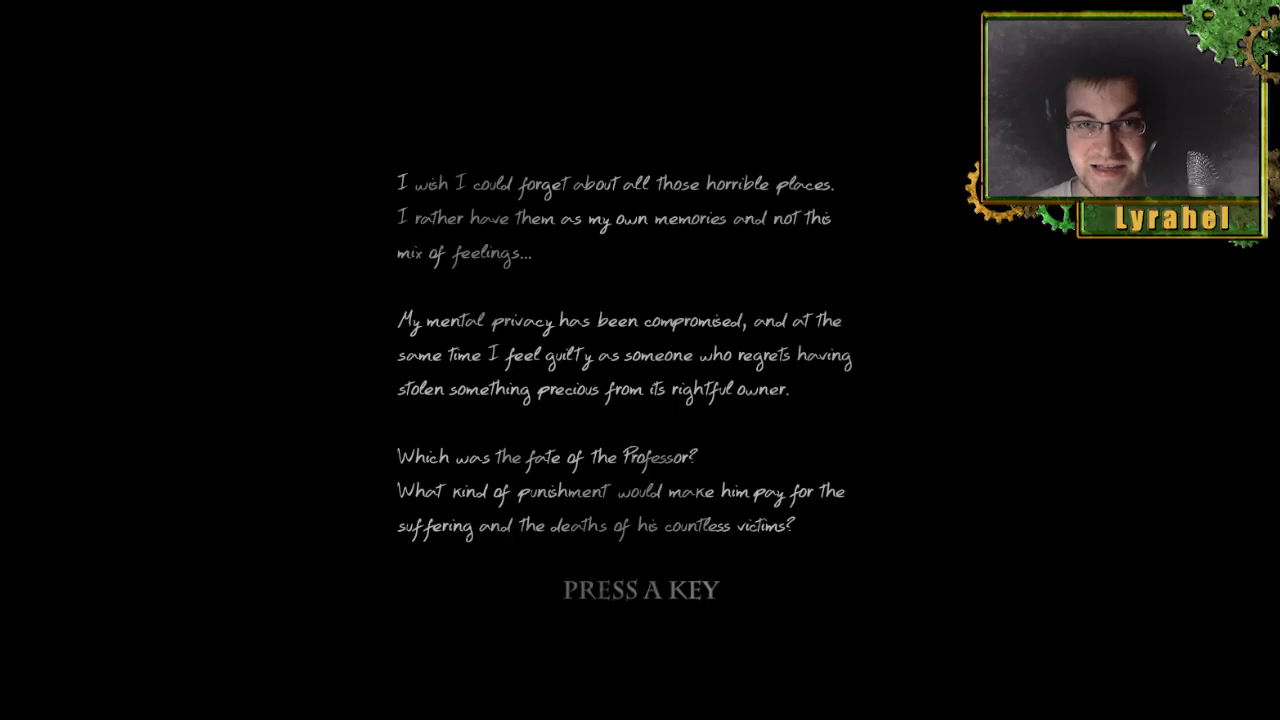 I wish I could forget about all those horrible places.
I rather have them as my own memories and not this
mix of feelings...
My mental privacy has been compromised, and at the
same time I feel guilty as someone who regrets having
stolen something precious from its rightful owner.
Which was the fate of the Professor?
What kind of punishment would make him pay for the
suffering and the deaths of his countless victims?
PRESS A KEY
Lyrahel